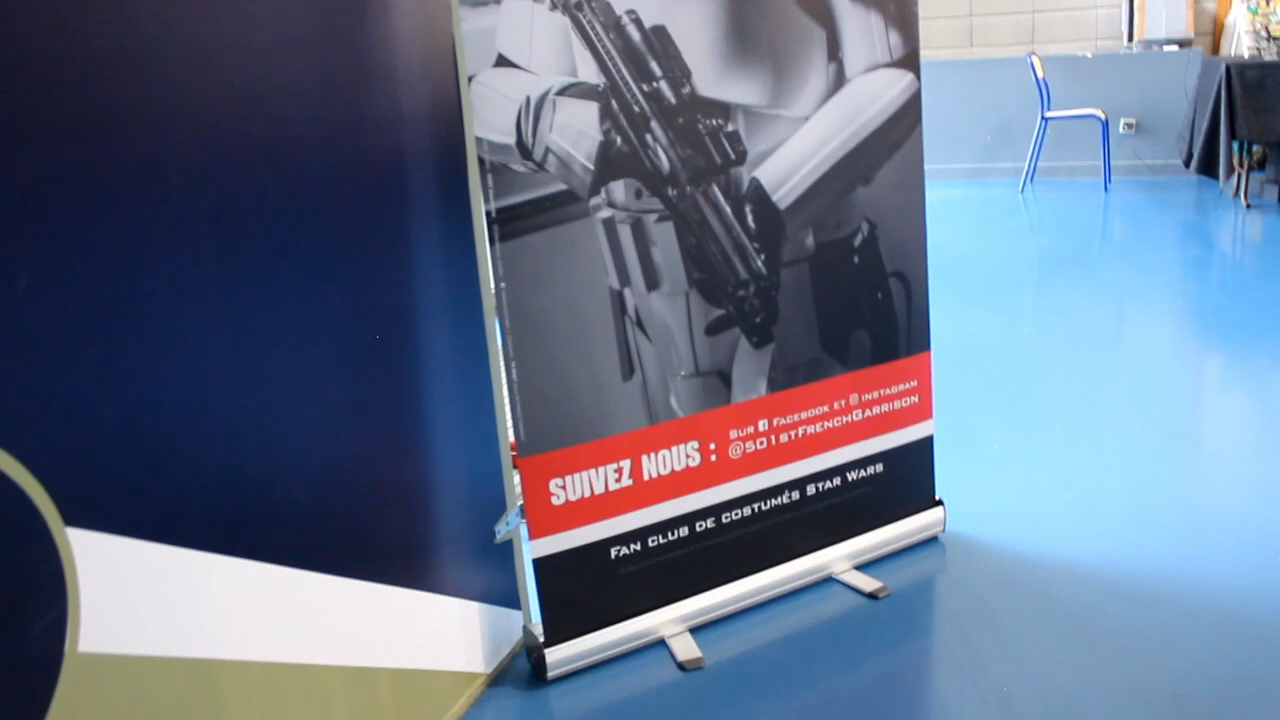 SUIVEZ NOUS :
SUR FACEBOOK ET INSTAGRAM
@501STFRENCHGARRISON
FAN CLUB DE COSTUMÉS STAR WARS